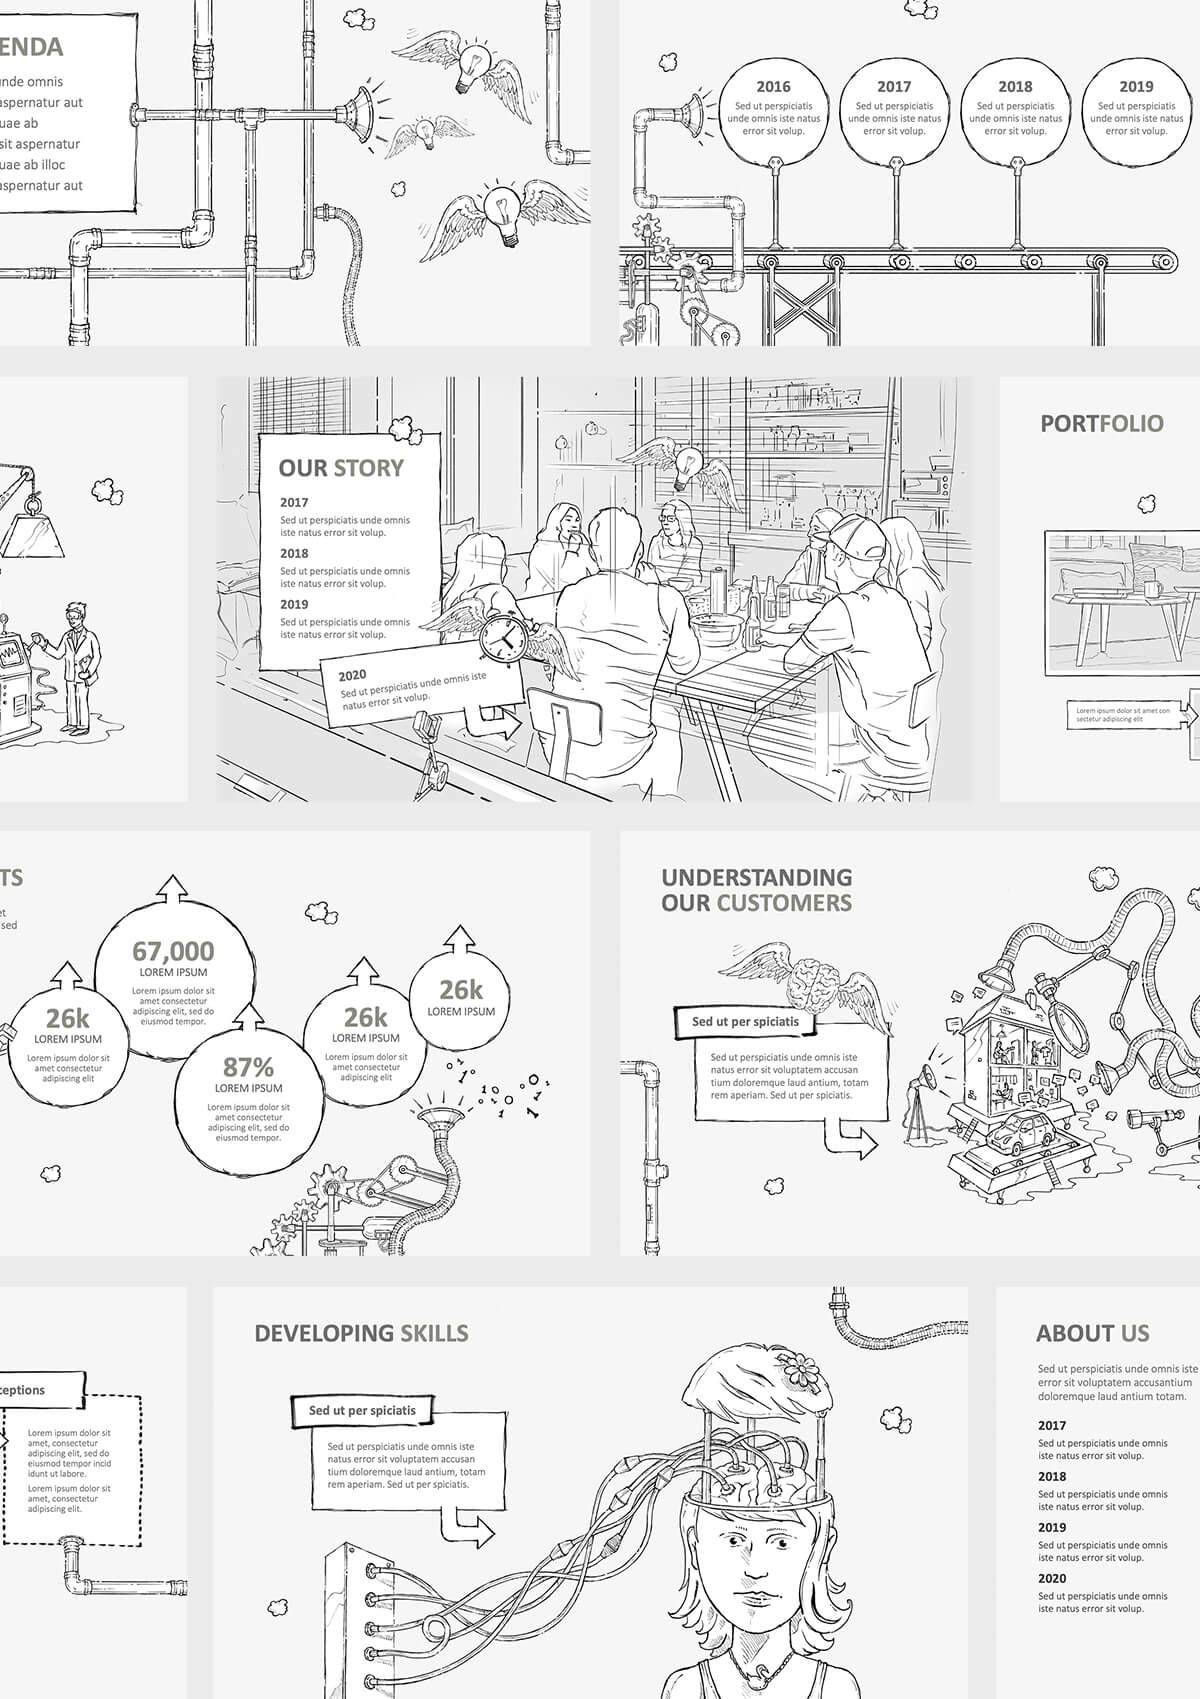 ENDA
unde omnis
aspernatur aut
uae ab
sit aspernatur
uae ab illoc
aspernatur aut
2016
Sed ut perspiciatis
unde omnis iste natus
error sit volup.
2017
Sed ut perspiciatis
unde omnis iste natus
error sit volup.
2018
Sed ut perspiciatis
unde omnis iste natus
error sit volup.
2019
Sed ut perspiciatis
unde omnis iste natus
error sit volup.
OUR STORY
2017
Sed ut perspiciatis unde omnis
iste natus error sit volup.
2018
Sed ut perspiciatis unde omnis
iste natus error sit volup.
2019
Sed ut perspiciatis unde omnis
iste natus error sit volup.
2020
Sed ut perspiciatis unde omnis iste
natus error sit volup.
PORTFOLIO
Lorem ipsum dolor sit amet con
sectetur adipiscing elit
TS
et
sed
67,000
LOREM IPSUM
Lorem ipsum dolor sit
amet consectetur
adipiscing elit, sed do
eiusmod tempor.
26k
LOREM IPSUM
Lorem ipsum dolor sit
amet consectetur
adipiscing elit
87%
LOREM IPSUM
Lorem ipsum dolor sit
amet consectetur
adipiscing elit, sed do
eiusmod tempor.
26k
LOREM IPSUM
Lorem ipsum dolor sit
amet consectetur
adipiscing elit
26k
LOREM IPSUM
UNDERSTANDING
OUR CUSTOMERS
Sed ut per spiciatis
Sed ut perspiciatis unde omnis
iste natus error sit
voluptatem accusan
tium doloremque laud antium, totam
rem aperiam. Sed ut per spiciatis.
ceptions
Lorem ipsum dolor sit
amet, consectetur
adipiscing elit, sed do
eiusmod tempor incid
idunt ut labore.
Lorem ipsum dolor sit
amet, consectetur
adipiscing elit.
DEVELOPING SKILLS
Sed ut per spiciatis
Sed ut perspiciatis unde omnis iste
natus error sit voluptatem accusan
tium doloremque laud antium, totam
rem aperiam. Sed ut per spiciatis.
ABOUT US
Sed ut perspiciatis unde omnis iste
error sit voluptatem accusantium
doloremque laud antium totam.
2017
Sed ut perspiciatis unde omnis
iste natus error sit volup.
2018
Sed ut perspiciatis unde omnis
iste natus error sit volup.
2019
Sed ut perspiciatis unde omnis
iste natus error sit volup.
2020
Sed ut perspiciatis unde omnis
iste natus error sit volup.